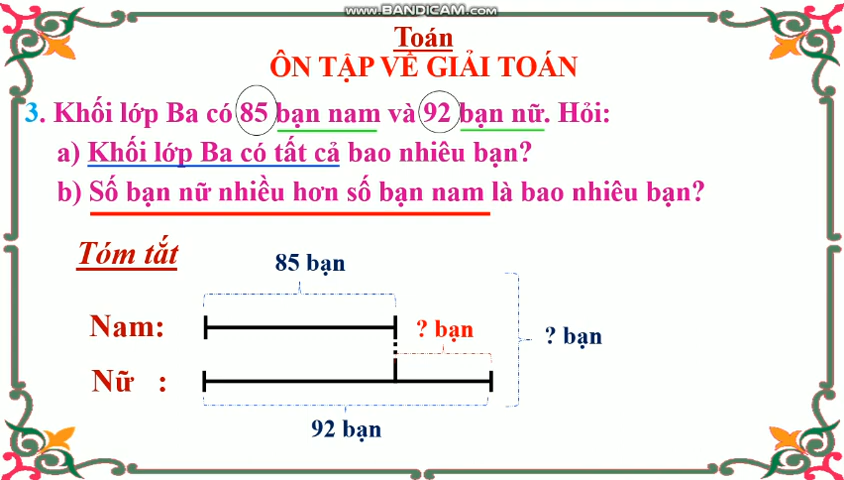 WWW.BANDICAM.COM
Toán
ÔN TẬP VỀ GIẢI TOÁN
3. Khối lớp Ba có 85 bạn nam và 92 bạn nữ. Hỏi:
a) Khối lớp Ba có tất cả bao nhiêu bạn?
b) Số bạn nữ nhiều hơn số bạn nam là bao nhiêu bạn?
Tóm tắt
85 bạn
Nam:
? bạn
? bạn
Nữ :
92 bạn